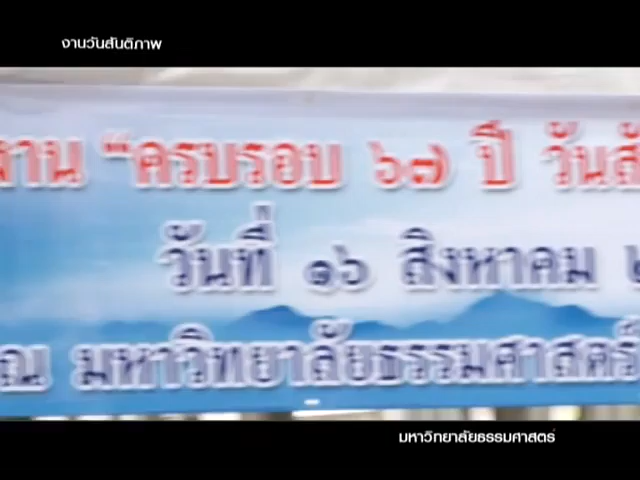 งานวันสันติภาพ
งาน "ครบรอบ ๖๗ ปี วันสั
วันที่ ๑๖ สิงหาคม
ณ มหาวิทยาลัยธรรมศาสตร์
มหาวิทยาลัยธรรมศาสตร์